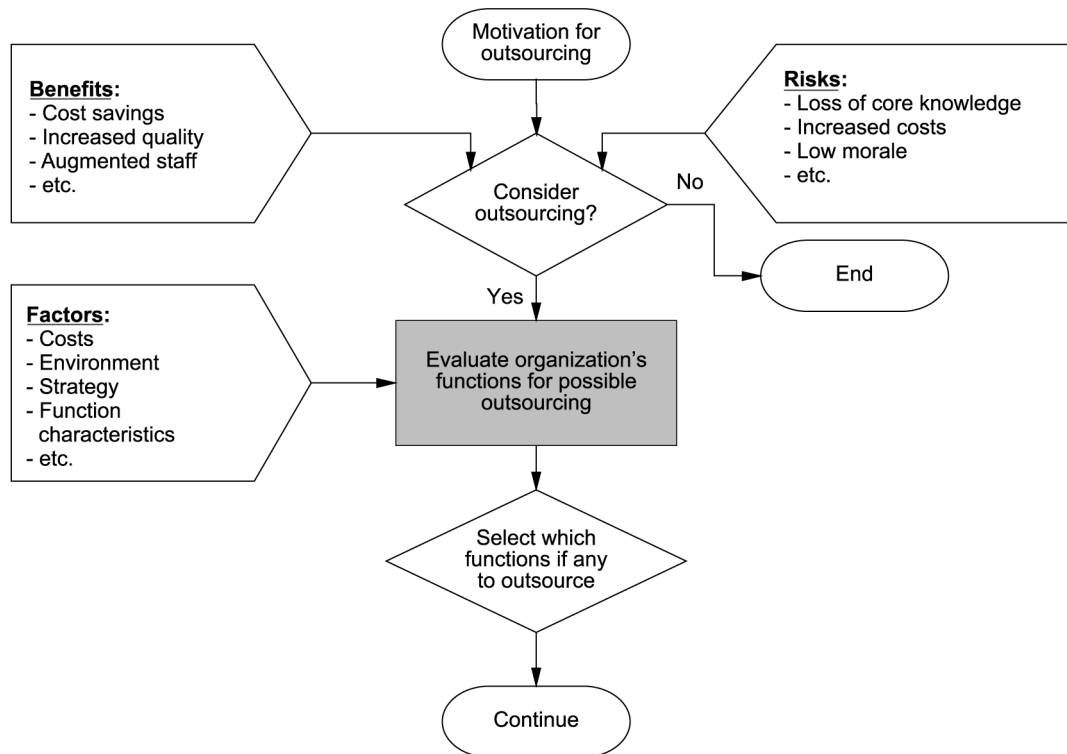 Motivation for
outsourcing
Benefits:
- Cost savings
- Increased quality
- Augmented staff
- etc.
Risks:
- Loss of core knowledge
- Increased costs
- Low morale
- etc.
Consider
outsourcing?
No
End
Yes
Factors:
- Costs
- Environment
- Strategy
- Function
characteristics
- etc.
Evaluate organization’s
functions for possible
outsourcing
Select which
functions if any
to outsource
Continue